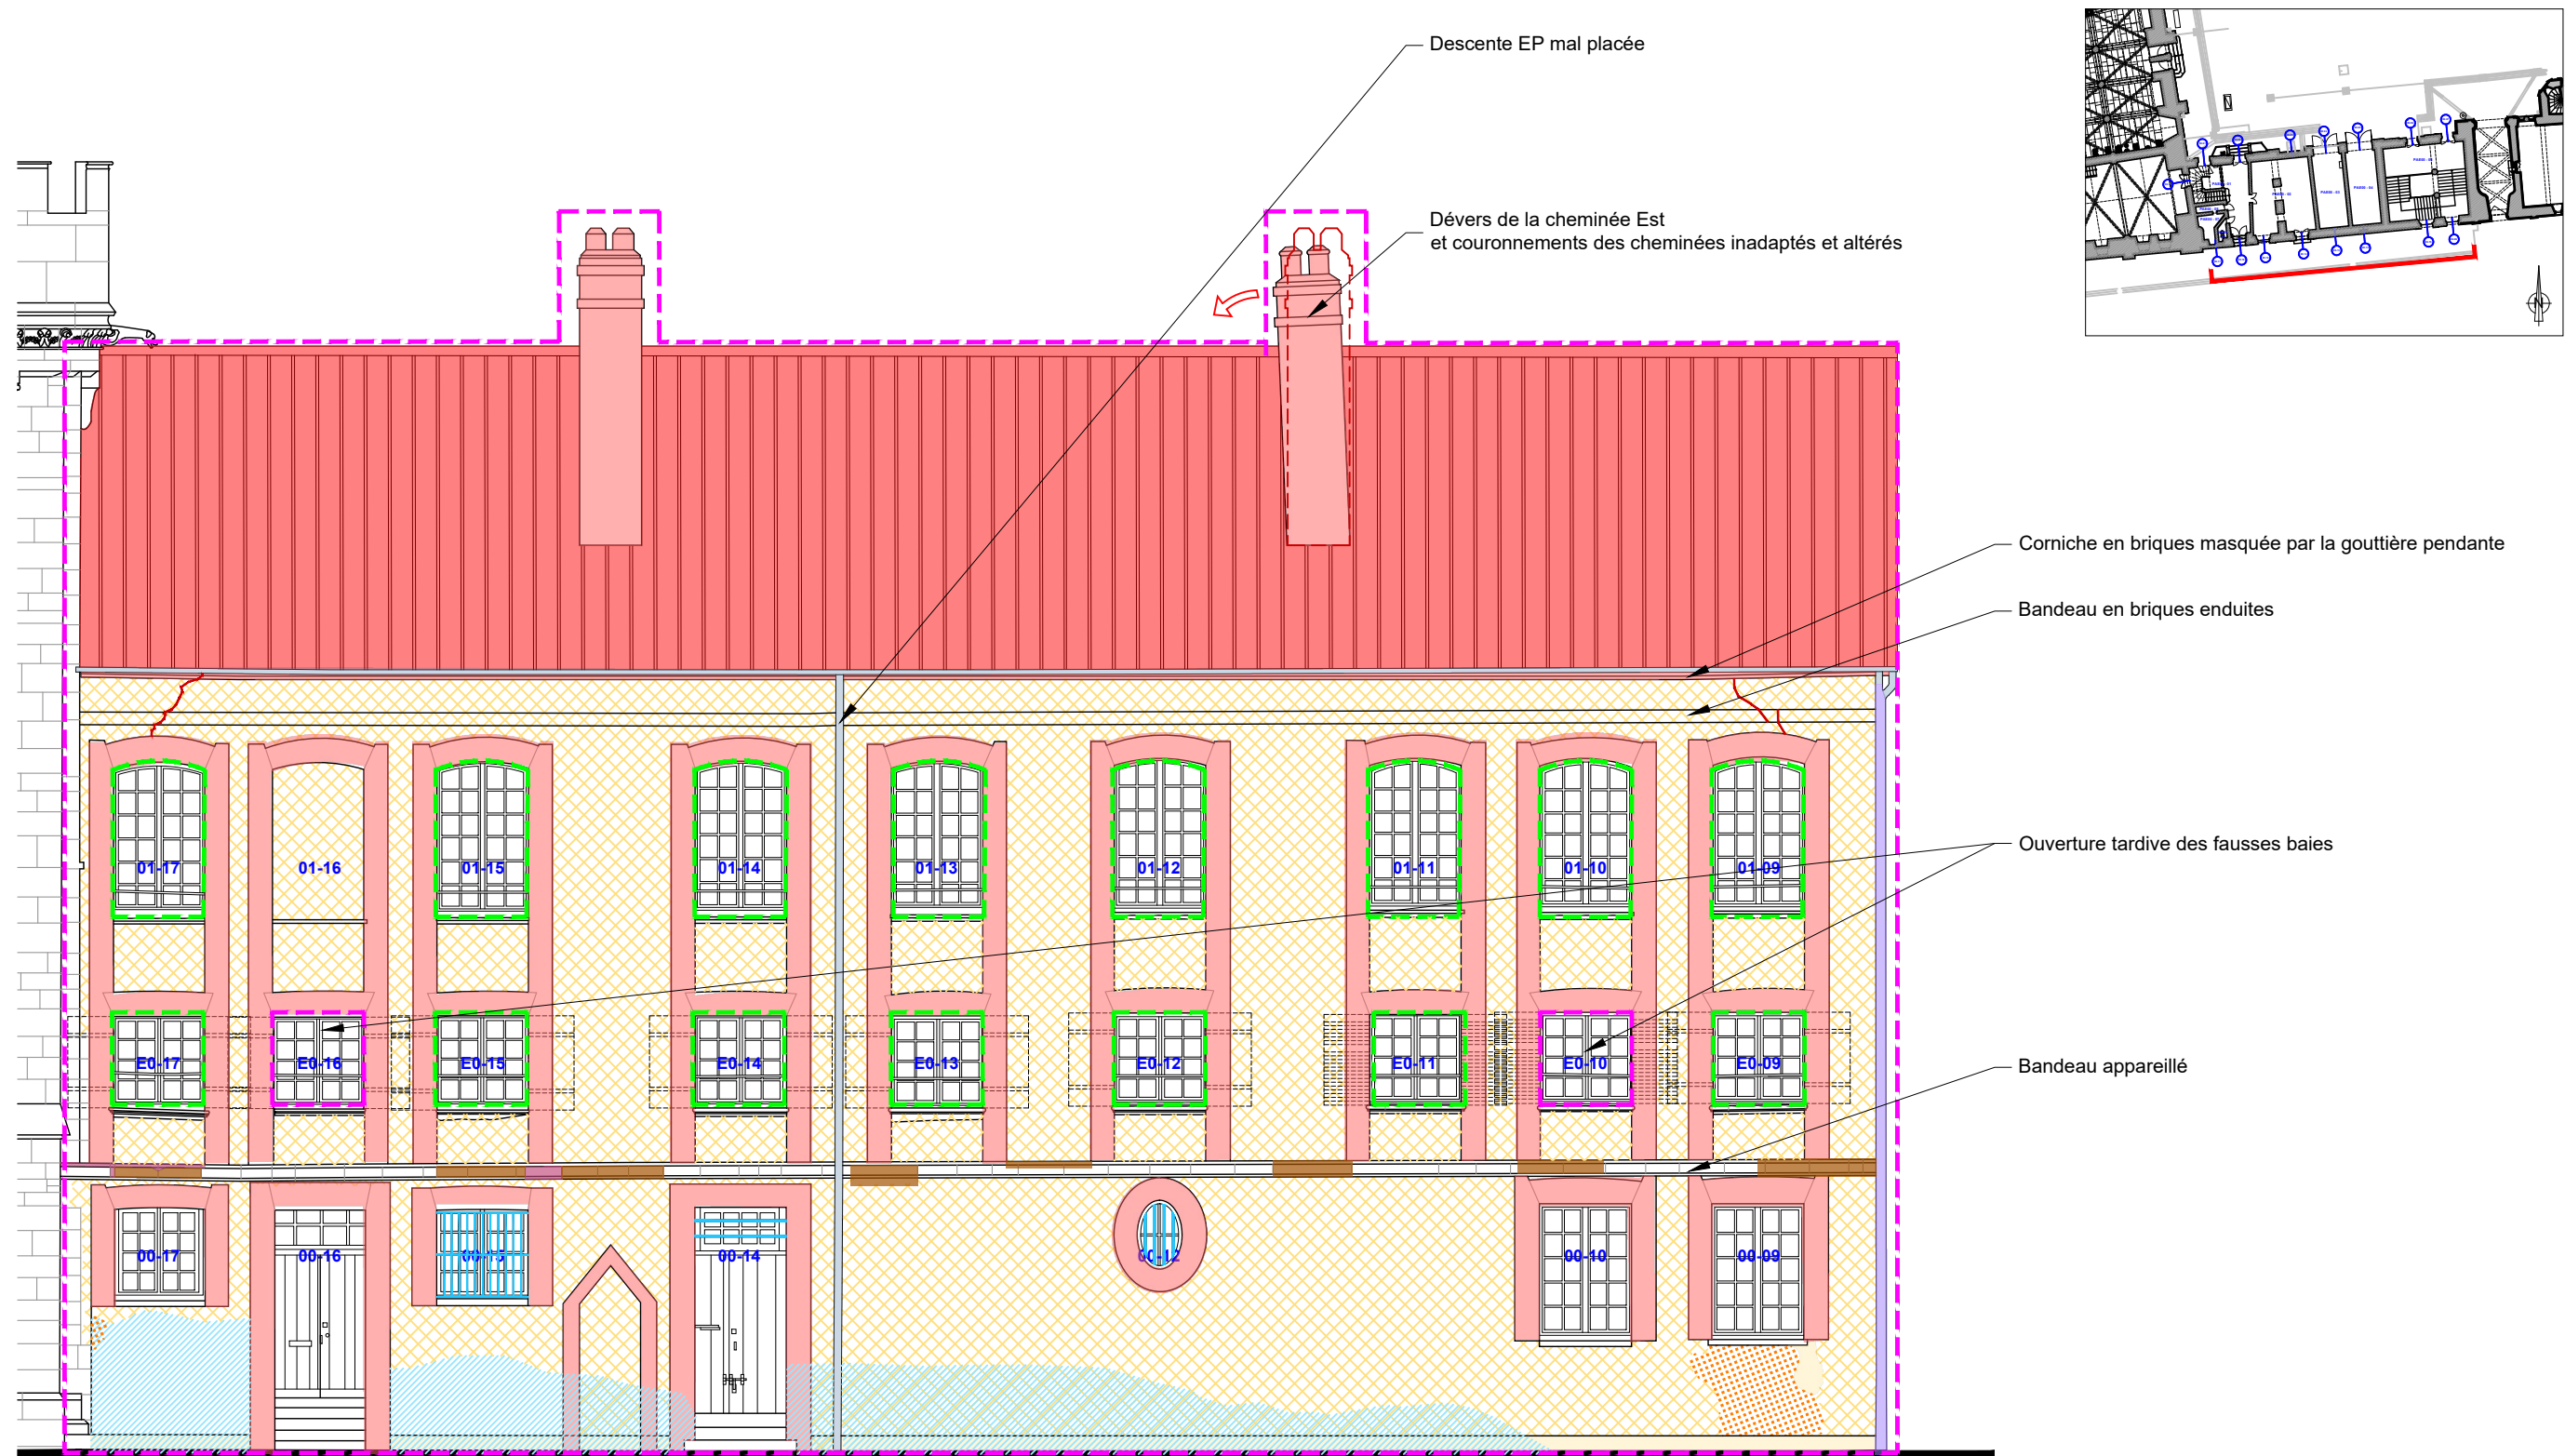 Descente EP mal placée
Dévers de la cheminée Est
et couronnements des cheminées inadaptés et altérés
Corniche en briques masquée par la gouttière pendante
Bandeau en briques enduites
Ouverture tardive des fausses baies
Bandeau appareillé
01-17 01-16 01-15 01-14 01-13 01-12 01-11 01-10 01-09
E0-17 E0-16 E0-15 E0-14 E0-13 E0-12 E0-11 E0-10 E0-09
00-17 00-16 00-15 00-14 00-12 00-10 00-09
N